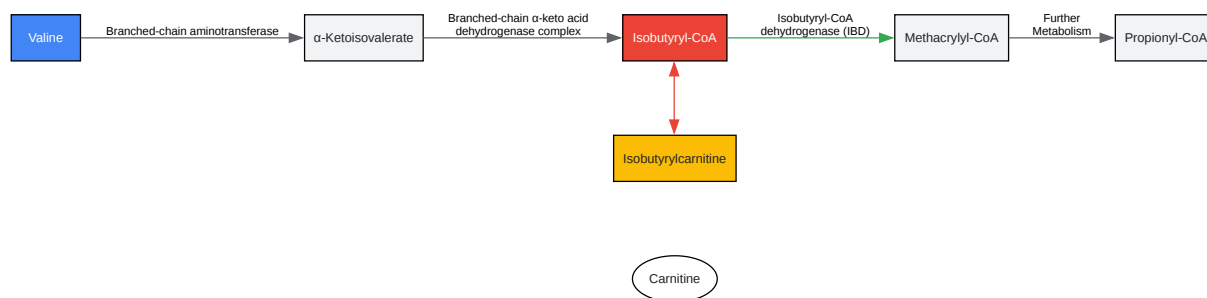 Valine
Branched-chain aminotransferase
α-Ketoisovalerate
Branched-chain α-keto acid
dehydrogenase complex
Isobutyryl-CoA
Isobutyryl-CoA
dehydrogenase (IBD)
Methacrylyl-CoA
Further
Metabolism
Propionyl-CoA
Isobutyrylcarnitine
Carnitine